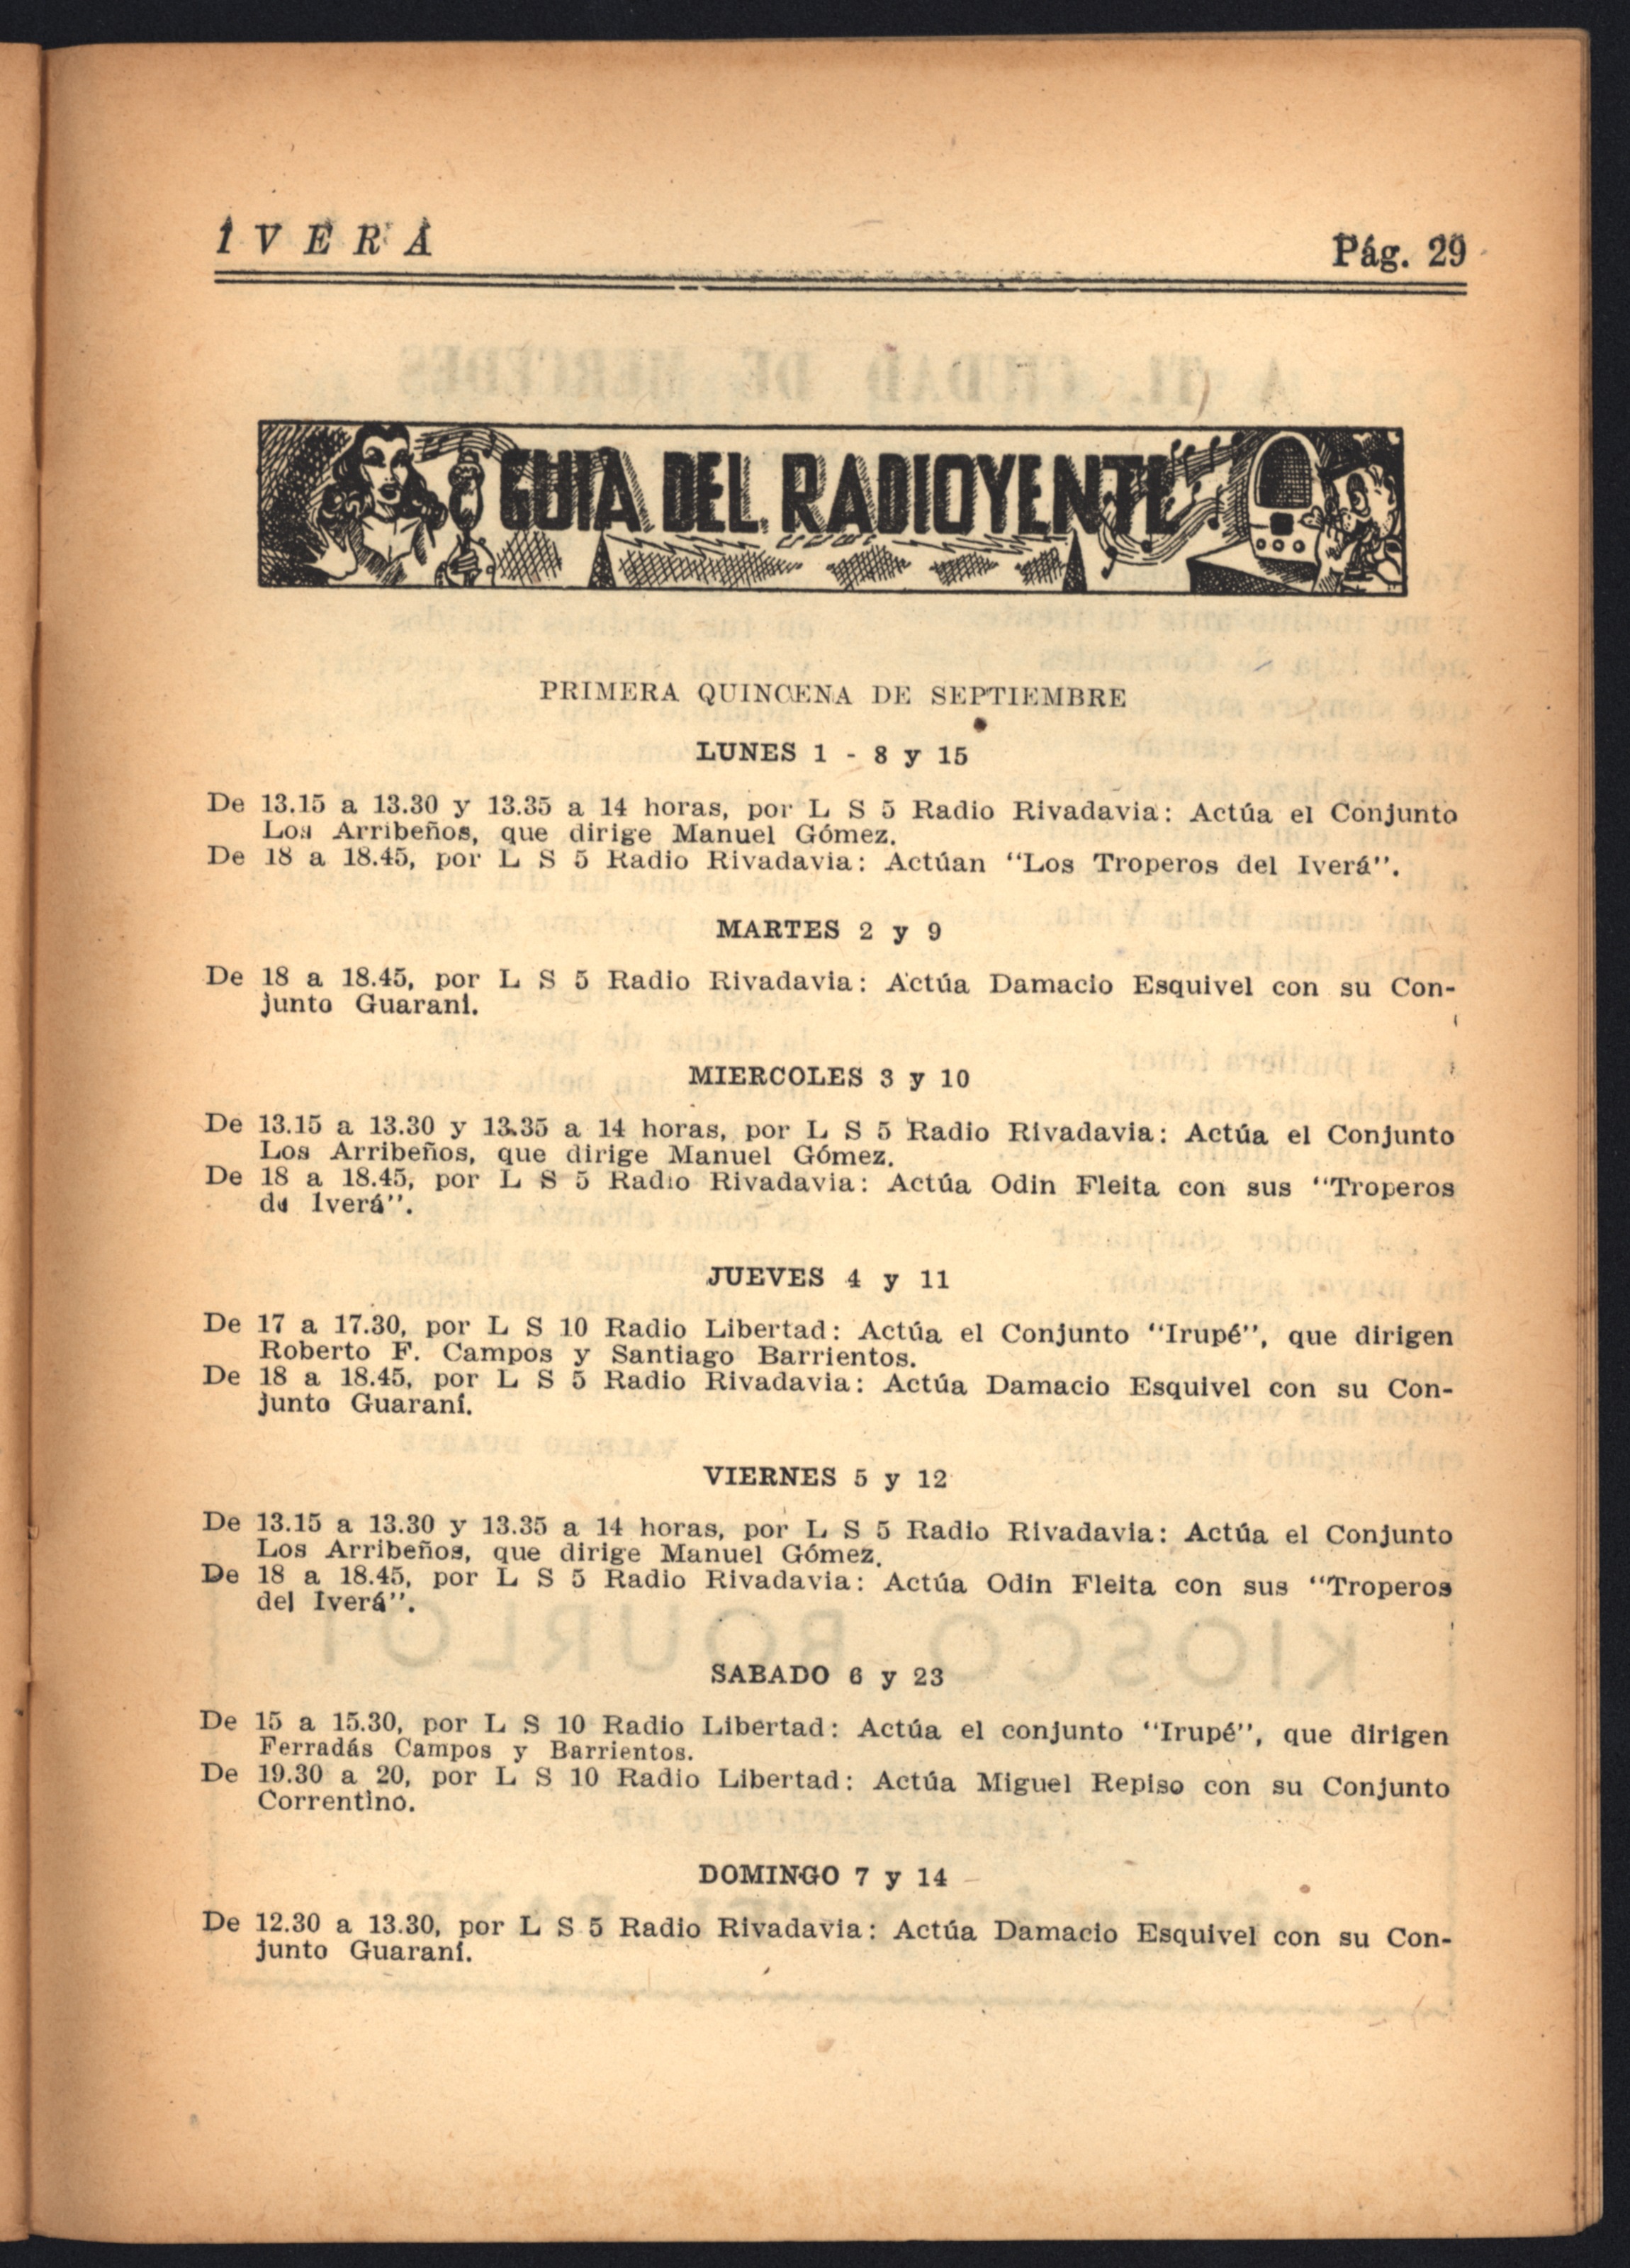 IVERÁ
Pág. 29
GUIA DEL RADIOYENTE
PRIMERA QUINCENA DE SEPTIEMBRE
LUNES 1 - 8 y 15
De 13.15 a 13.30 y 13.35 a 14 horas, por L S 5 Radio Rivadavia: Actúa el Conjunto
Los Arribeños, que dirige Manuel Gómez.
De 18 a 18.45, por L S 5 Radio Rivadavia: Actúan "Los Troperos del Iverá".
MARTES 2 y 9
De 18 a 18.45, por L S 5 Radio Rivadavia: Actúa Damacio Esquivel con su Con-
junto Guaraní.
MIERCOLES 3 y 10
De 13.15 a 13.30 y 13.35 a 14 horas, por L S 5 Radio Rivadavia: Actúa el Conjunto
Los Arribeños, que dirige Manuel Gómez.
De 18 a 18.45, por L S 5 Radio Rivadavia: Actúa Odin Fleita con sus "Troperos
de Iverá".
JUEVES 4 y 11
De 17 a 17.30, por L S 10 Radio Libertad: Actúa el Conjunto "Irupé", que dirigen
Roberto F. Campos y Santiago Barrientos.
De 18 a 18.45, por L S 5 Radio Rivadavia: Actúa Damacio Esquivel con su Con-
junto Guaraní.
VIERNES 5 y 12
De 13.15 a 13.30 y 13.35 a 14 horas, por L S 5 Radio Rivadavia: Actúa el Conjunto
Los Arribeños, que dirige Manuel Gómez.
De 18 a 18.45, por L S 5 Radio Rivadavia: Actúa Odin Fleita con sus "Troperos
del Iverá".
SABADO 6 y 23
De 15 a 15.30, por L S 10 Radio Libertad: Actúa el conjunto "Irupé", que dirigen
Ferradás Campos y Barrientos.
De 19.30 a 20, por L S 10 Radio Libertad: Actúa Miguel Repiso con su Conjunto
Correntino.
DOMINGO 7 y 14
De 12.30 a 13.30, por L S 5 Radio Rivadavia: Actúa Damacio Esquivel con su Con-
junto Guaraní.